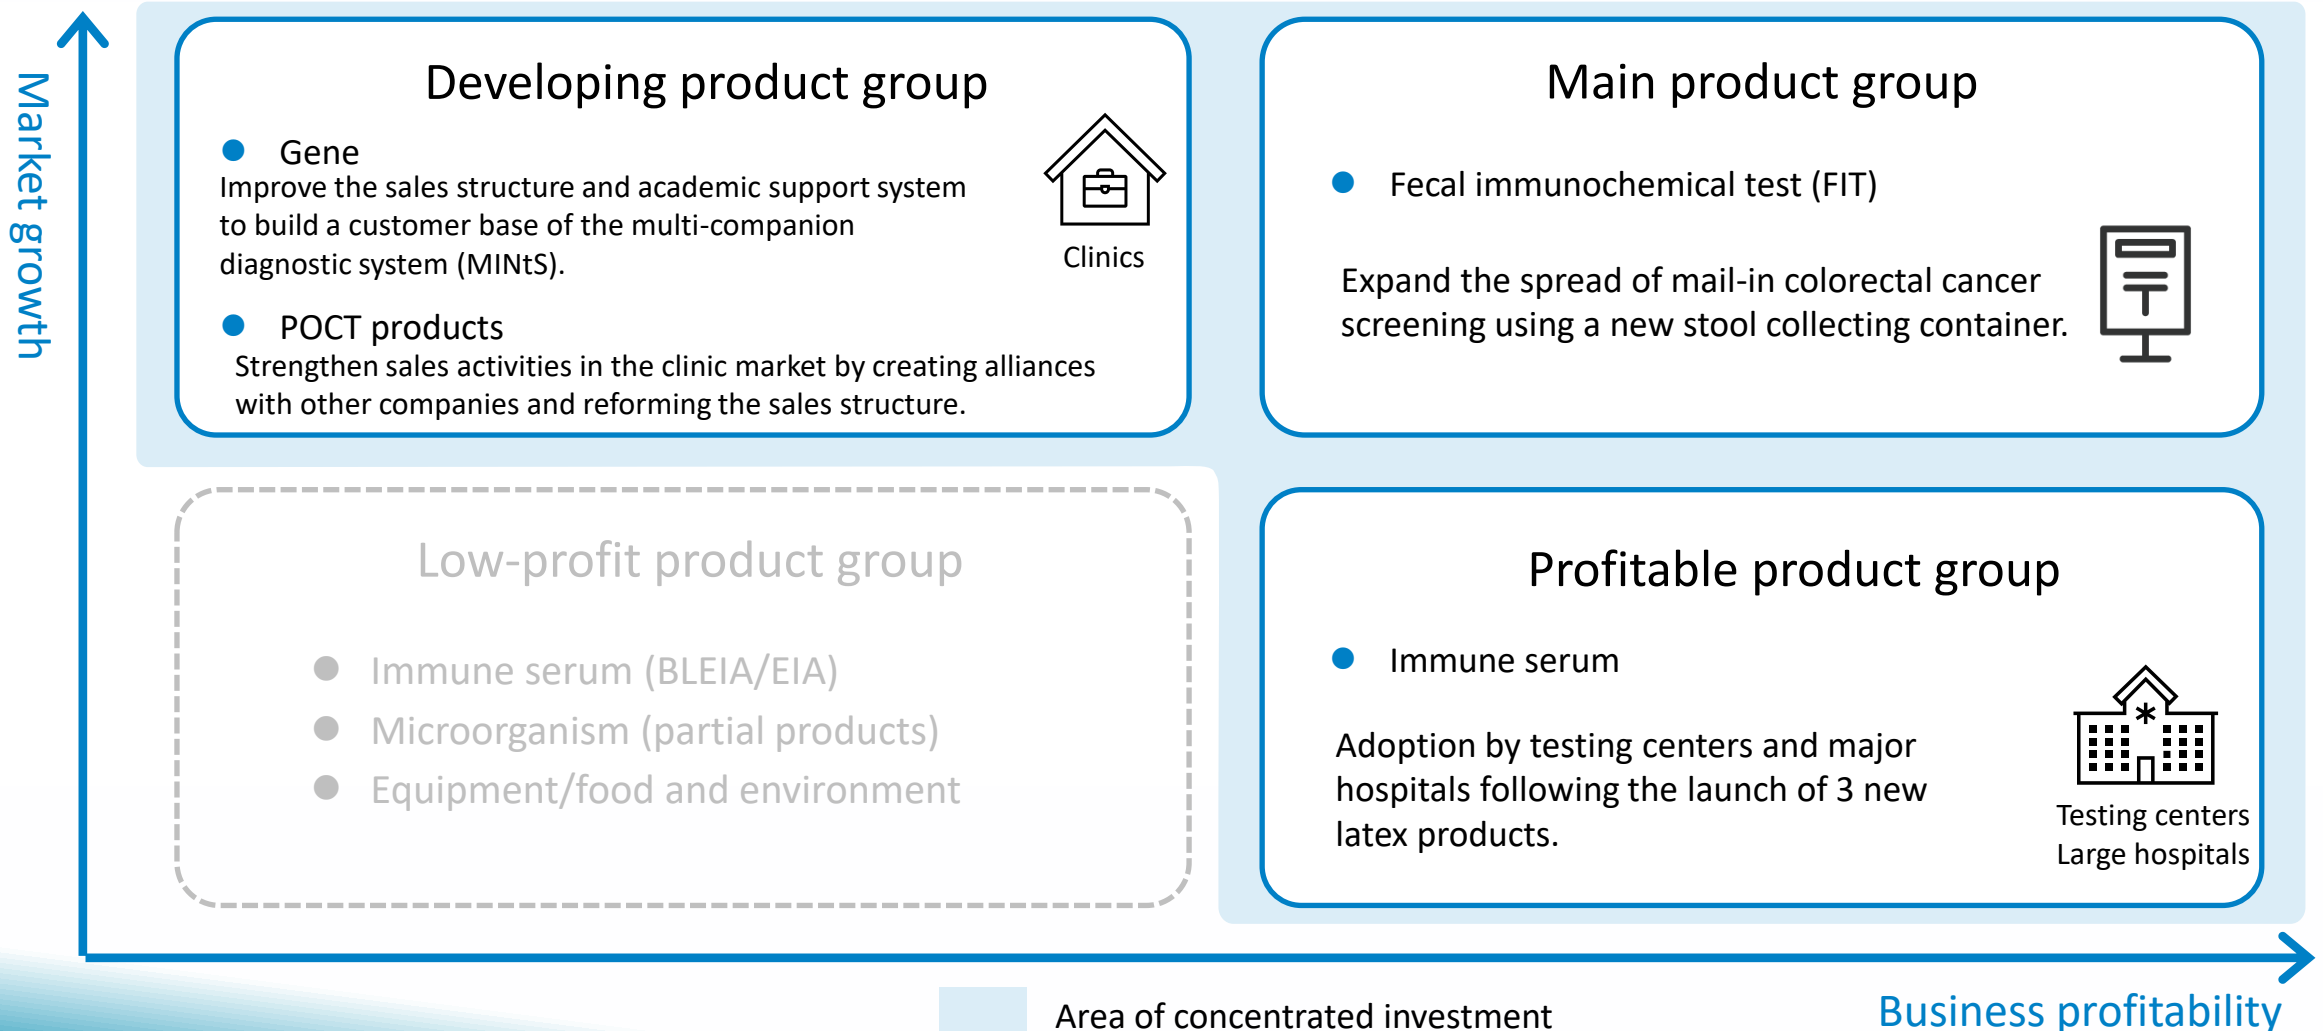 Market growth
Developing product group
Gene
Improve the sales structure and academic support system
to build a customer base of the multi-companion
diagnostic system (MINtS).
Clinics
POCT products
Strengthen sales activities in the clinic market by creating alliances
with other companies and reforming the sales structure.
Main product group
Fecal immunochemical test (FIT)
Expand the spread of mail-in colorectal cancer
screening using a new stool collecting container.
Low-profit product group
Immune serum (BLEIA/EIA)
Microorganism (partial products)
Equipment/food and environment
Profitable product group
Immune serum
Adoption by testing centers and major
hospitals following the launch of 3 new
latex products.
Testing centers
Large hospitals
Area of concentrated investment
Business profitability